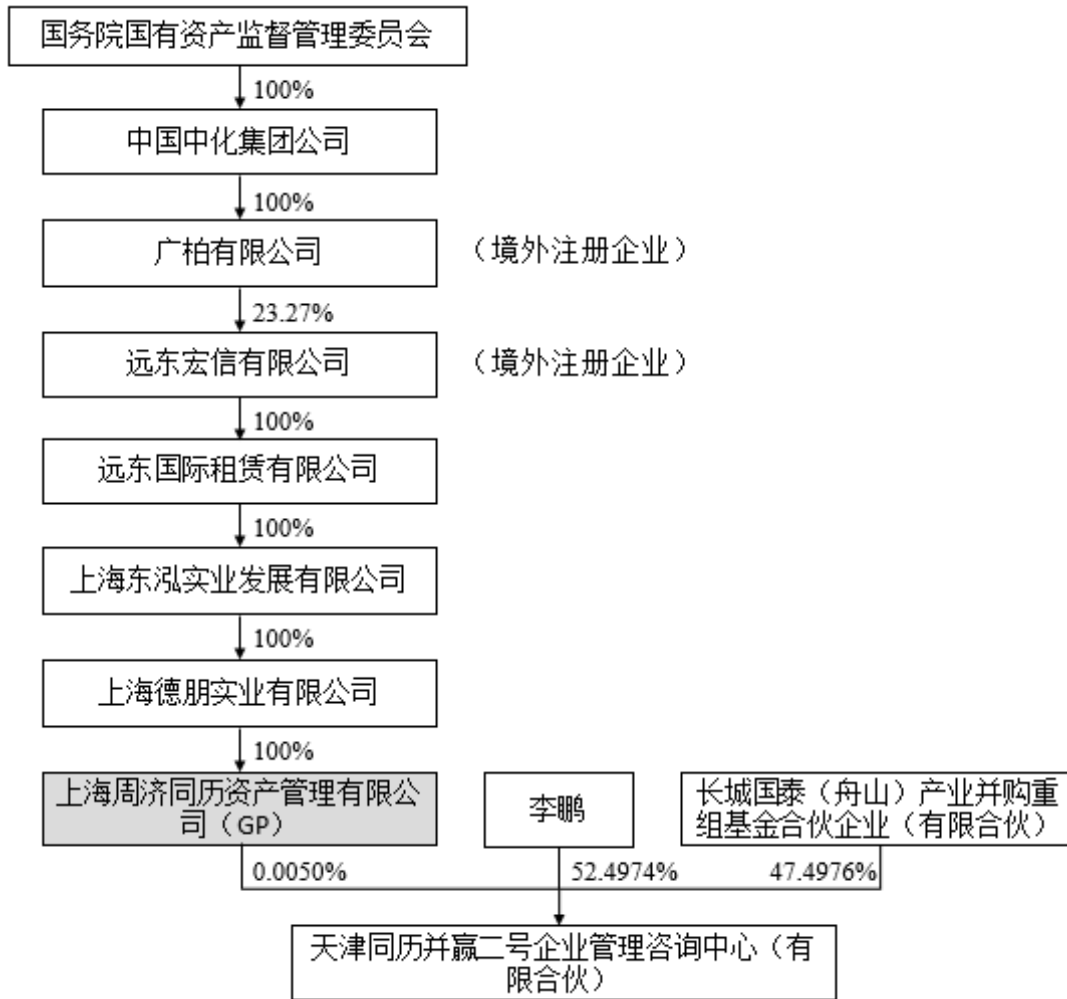 国务院国有资产监督管理委员会
100%
中国中化集团公司
100%
广柏有限公司
（境外注册企业）
23.27%
远东宏信有限公司
（境外注册企业）
100%
远东国际租赁有限公司
100%
上海东泓实业发展有限公司
100%
上海德朋实业有限公司
100%
上海周济同历资产管理有限公
司（GP）
李鹏
长城国泰（舟山）产业并购重
组基金合伙企业（有限合伙）
0.0050%
52.4974%
47.4976%
天津同历并赢二号企业管理咨询中心（有
限合伙）